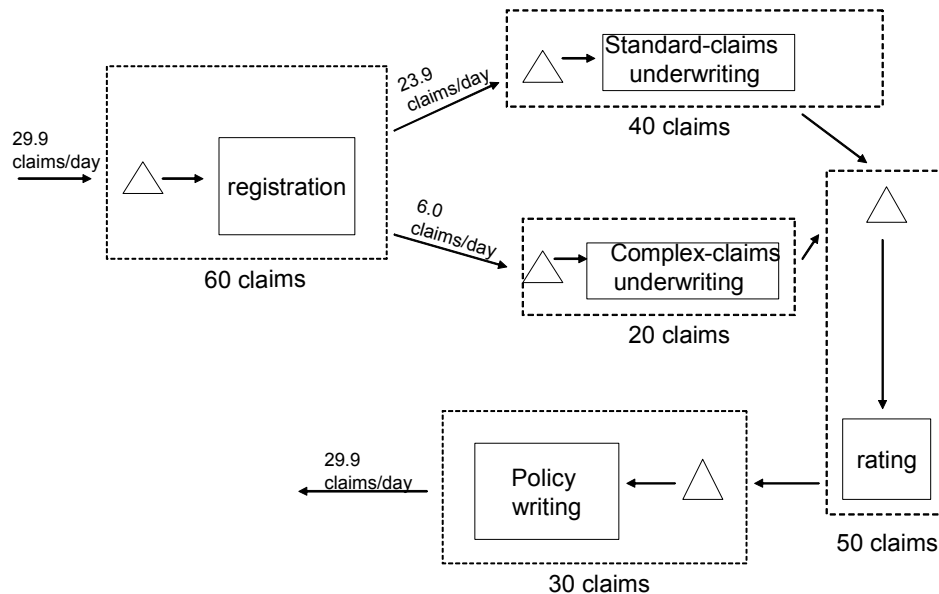 29.9
claims/day
registration
60 claims
23.9
claims/day
6.0
claims/day
Standard-claims
underwriting
40 claims
Complex-claims
underwriting
20 claims
rating
50 claims
Policy
writing
30 claims
29.9
claims/day